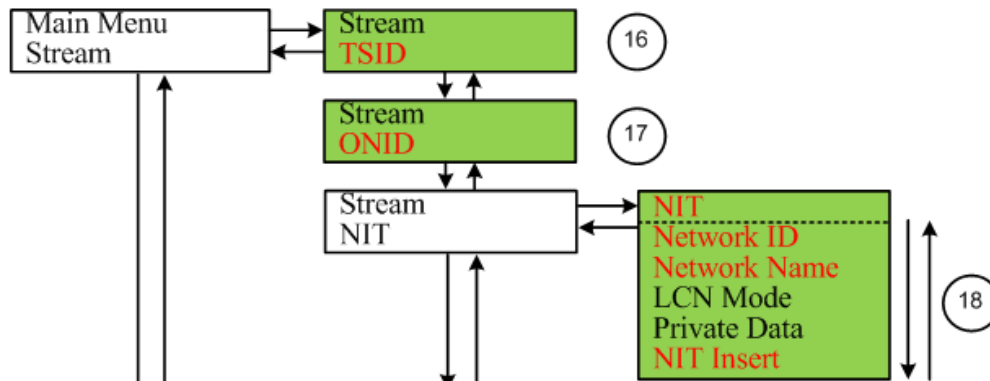 Main Menu
Stream
Stream
TSID
16
Stream
ONID
17
Stream
NIT
NIT
Network ID
Network Name
LCN Mode
Private Data
NIT Insert
18